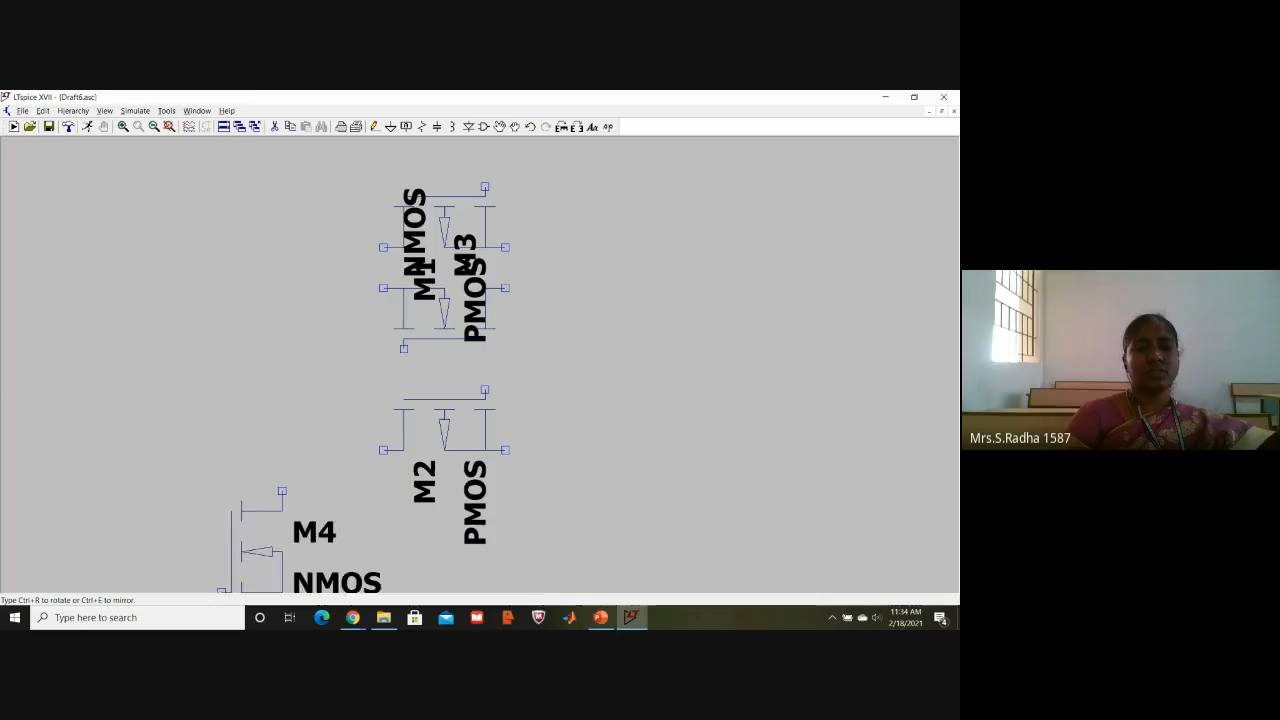 LTspice XVII - [Draft6.asc]
File Edit Hierarchy View Simulate Tools Window Help
NMOS
M1
M3
PMOS
M2
PMOS
M4
NMOS
Type Ctrl+R to rotate or Ctrl+E to mirror.
Type here to search
11:34 AM
2/18/2021
4
Mrs.S.Radha 1587